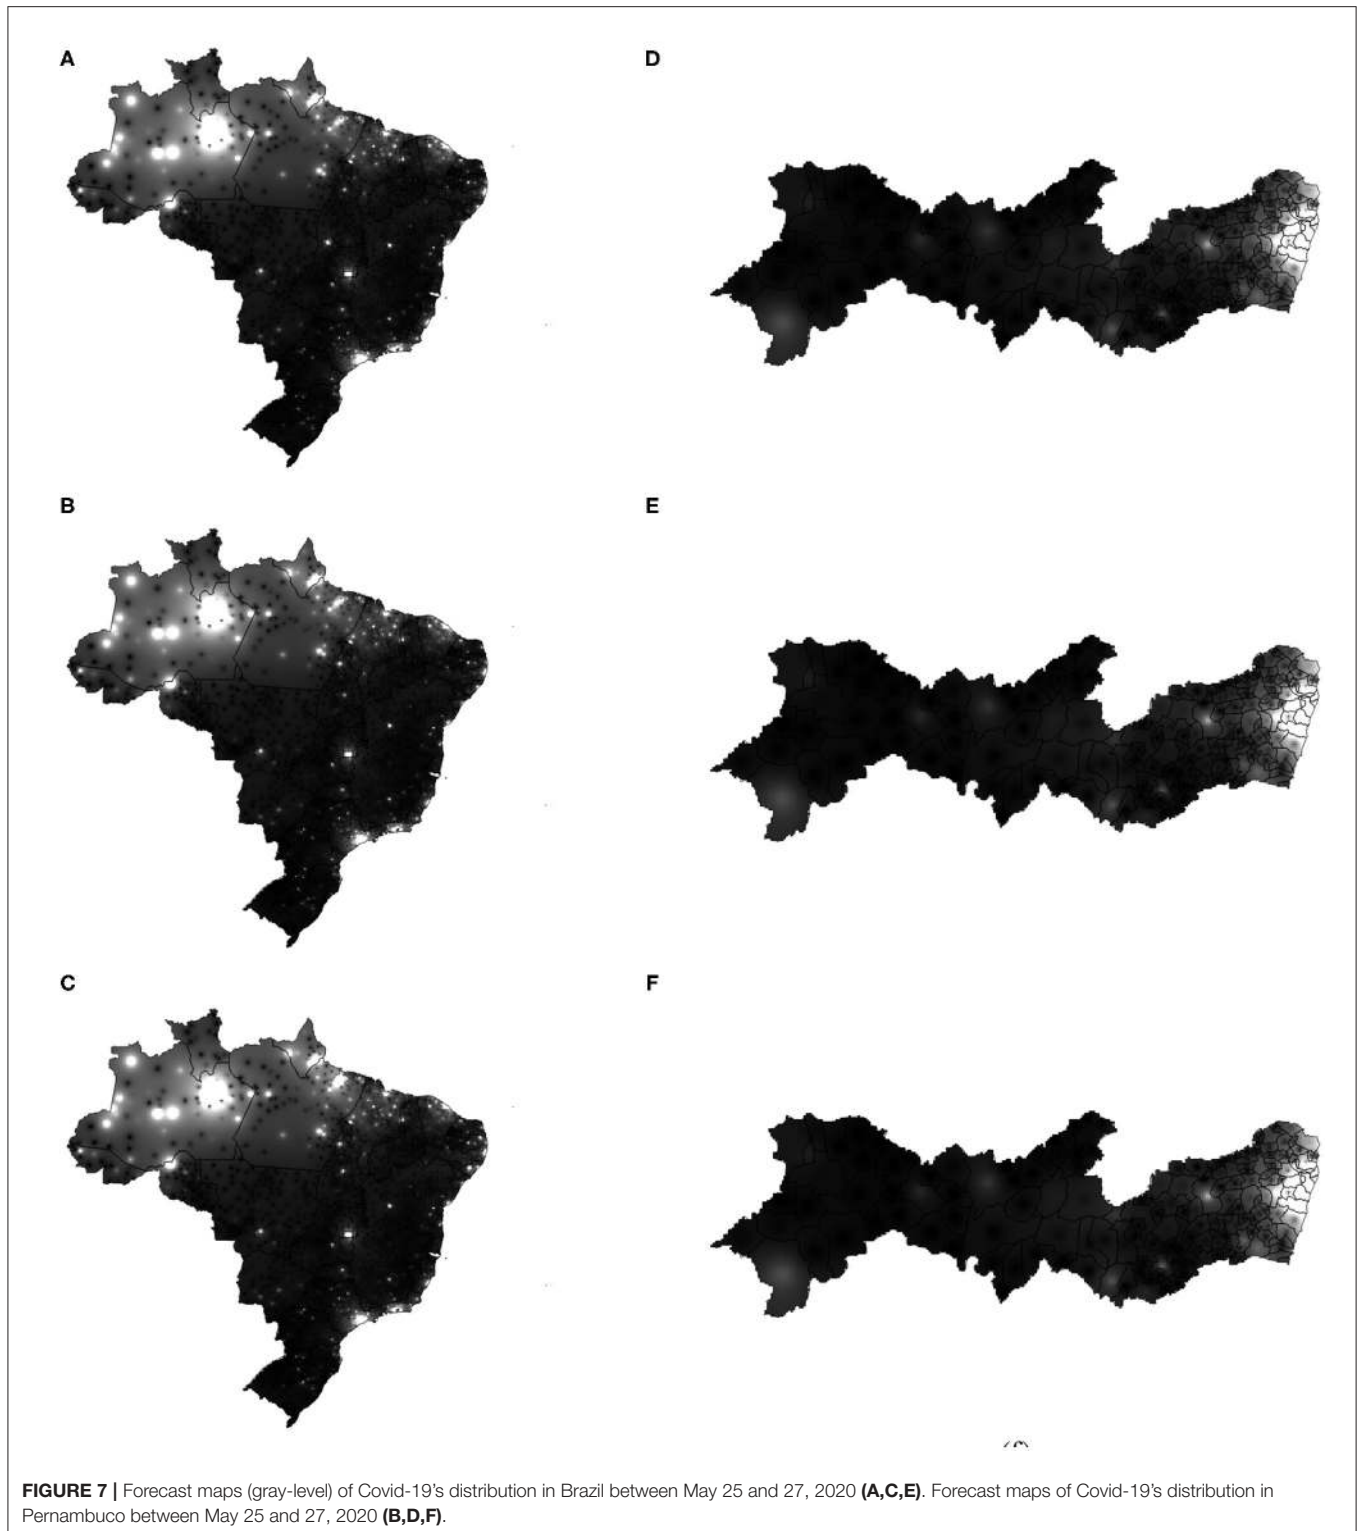 A
D
B
E
C
F
FIGURE 7 | Forecast maps (gray-level) of Covid-19’s distribution in Brazil between May 25 and 27, 2020 (A,C,E). Forecast maps of Covid-19’s distribution in
Pernambuco between May 25 and 27, 2020 (B,D,F).